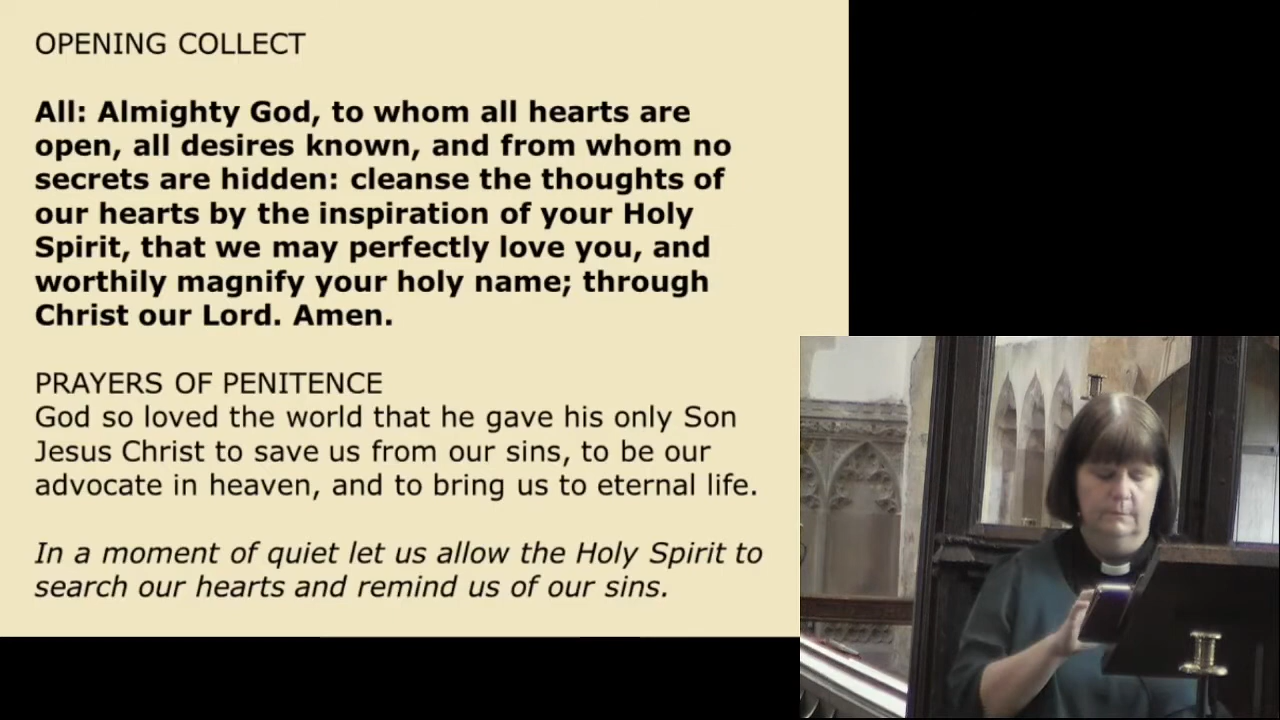 OPENING COLLECT
All: Almighty God, to whom all hearts are
open, all desires known, and from whom no
secrets are hidden: cleanse the thoughts of
our hearts by the inspiration of your Holy
Spirit, that we may perfectly love you, and
worthily magnify your holy name; through
Christ our Lord. Amen.
PRAYERS OF PENITENCE
God so loved the world that he gave his only Son
Jesus Christ to save us from our sins, to be our
advocate in heaven, and to bring us to eternal life.
In a moment of quiet let us allow the Holy Spirit to
search our hearts and remind us of our sins.